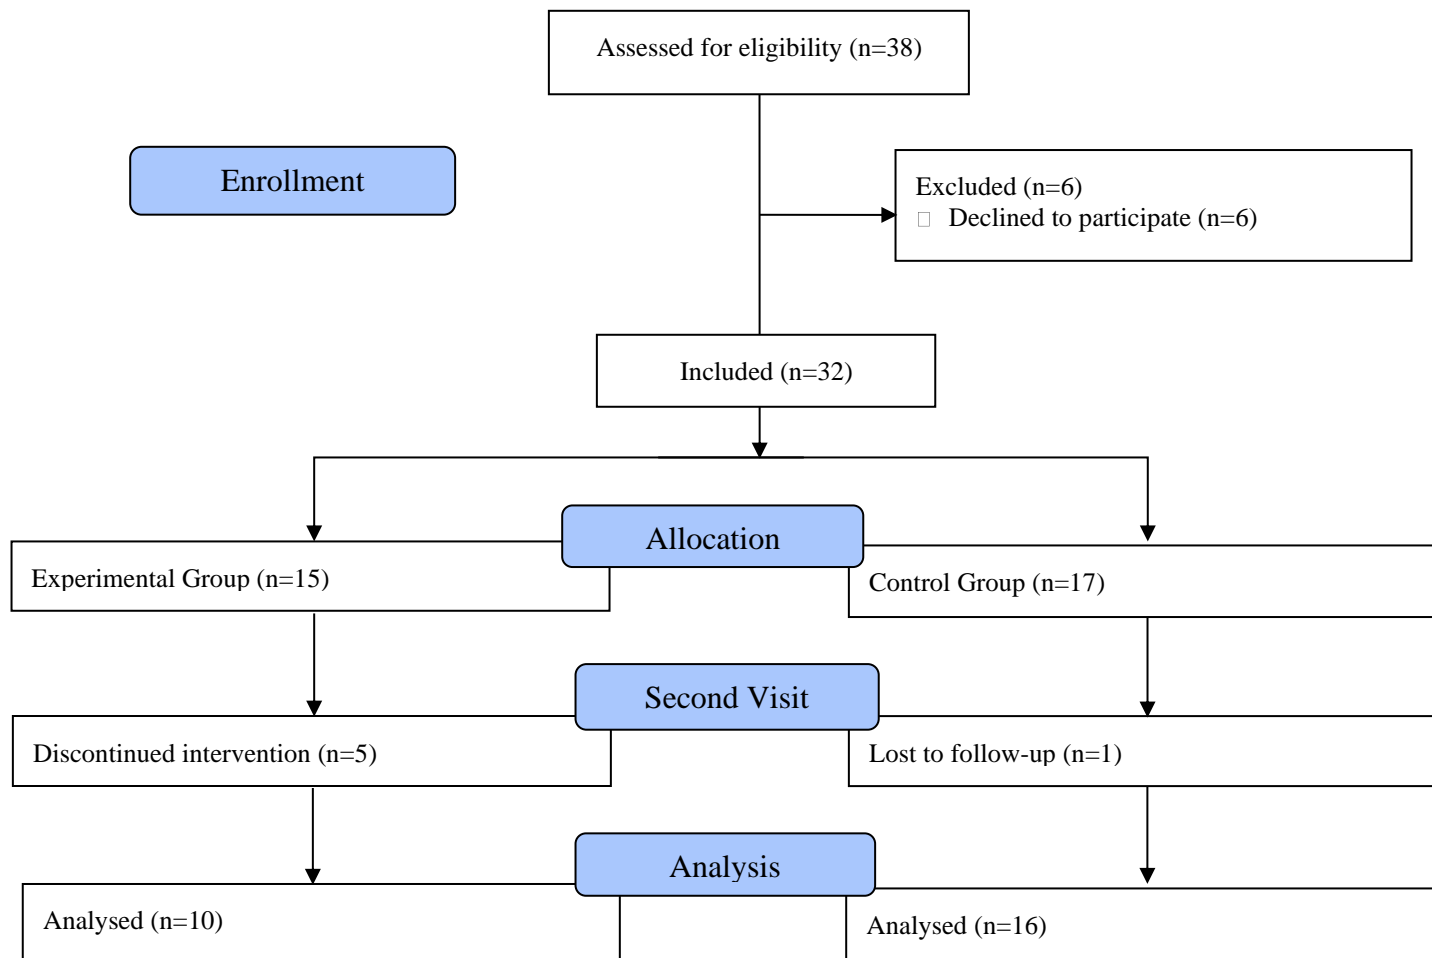 Assessed for eligibility (n=38)
Enrollment
Excluded (n=6)
Declined to participate (n=6)
Included (n=32)
Allocation
Experimental Group (n=15)
Control Group (n=17)
Second Visit
Discontinued intervention (n=5)
Lost to follow-up (n=1)
Analysis
Analysed (n=10)
Analysed (n=16)